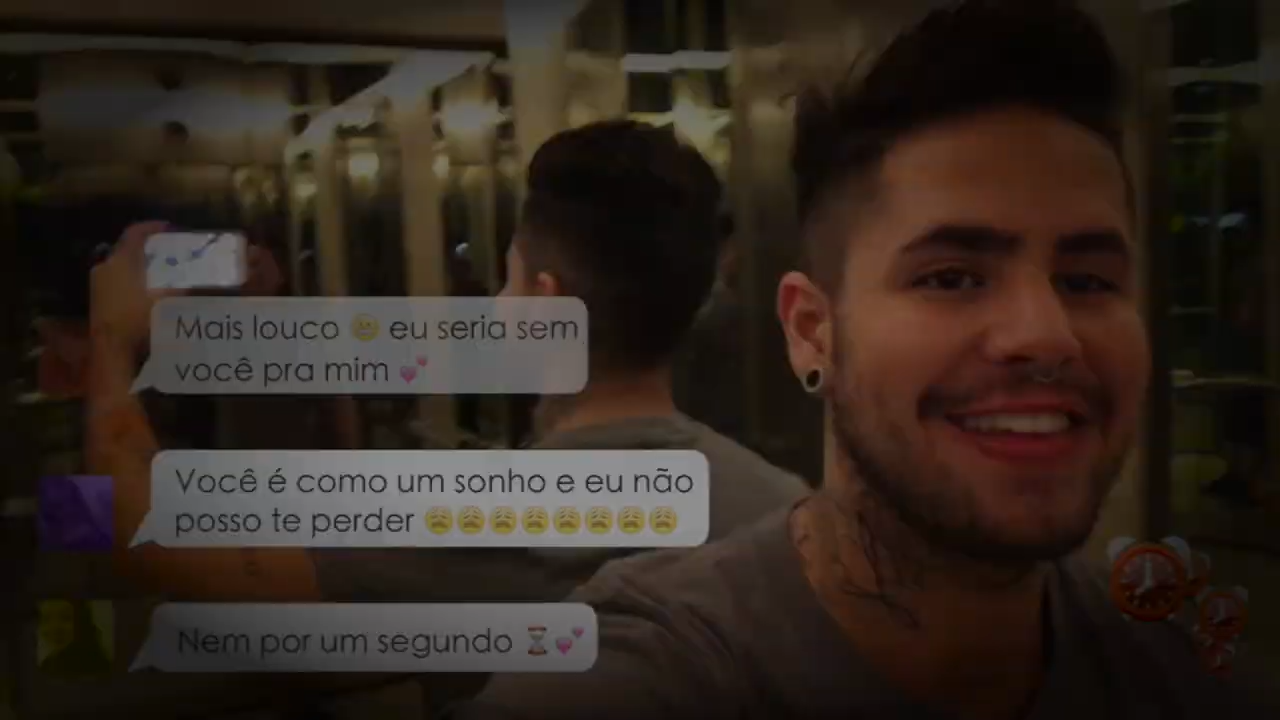 Mais louco 😬 eu seria sem
você pra mim 💕
Você é como um sonho e eu não
posso te perder 😩😩😩😩😩😩😩😩
Nem por um segundo ⏳💕